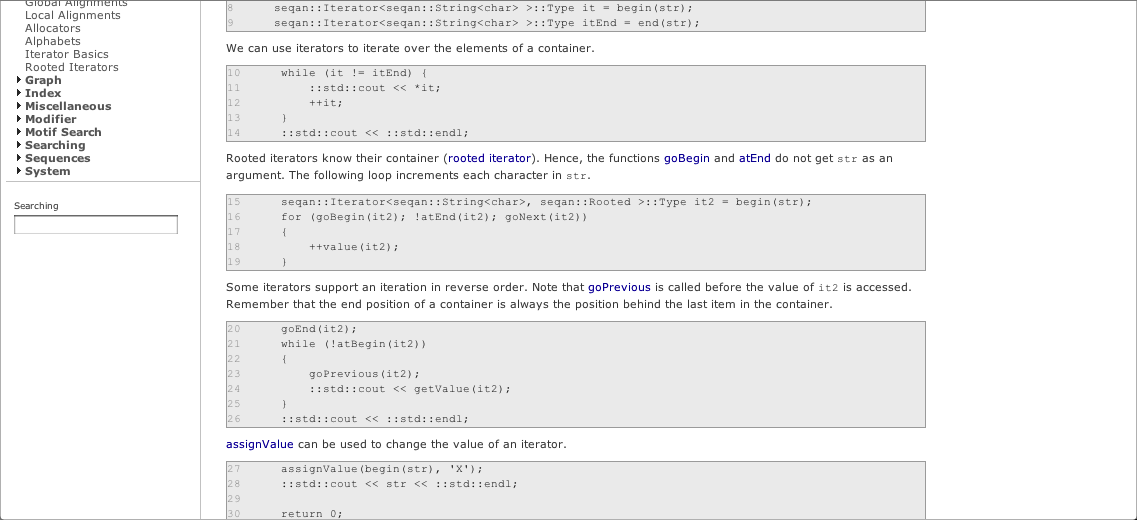 Global Alignments
Local Alignments
Allocators
Alphabets
Iterator Basics
Rooted Iterators
Graph
Index
Miscellaneous
Modifier
Motif Search
Searching
Sequences
System
Searching
8 seqan::Iterator<seqan::String<char> >::Type it = begin(str);
9 seqan::Iterator<seqan::String<char> >::Type itEnd = end(str);
We can use iterators to iterate over the elements of a container.
10 while (it != itEnd) {
11 ::std::cout << *it;
12 ++it;
13 }
14 ::std::cout << ::std::endl;
Rooted iterators know their container (rooted iterator). Hence, the functions goBegin and atEnd do not get str as an
argument. The following loop increments each character in str.
15 seqan::Iterator<seqan::String<char>, seqan::Rooted >::Type it2 = begin(str);
16 for (goBegin(it2); !atEnd(it2); goNext(it2))
17 {
18 ++value(it2);
19 }
Some iterators support an iteration in reverse order. Note that goPrevious is called before the value of it2 is accessed.
Remember that the end position of a container is always the position behind the last item in the container.
20 goEnd(it2);
21 while (!atBegin(it2))
22 {
23 goPrevious(it2);
24 ::std::cout << getValue(it2);
25 }
26 ::std::cout << ::std::endl;
assignValue can be used to change the value of an iterator.
27 assignValue(begin(str), 'X');
28 ::std::cout << str << ::std::endl;
29
30 return 0;